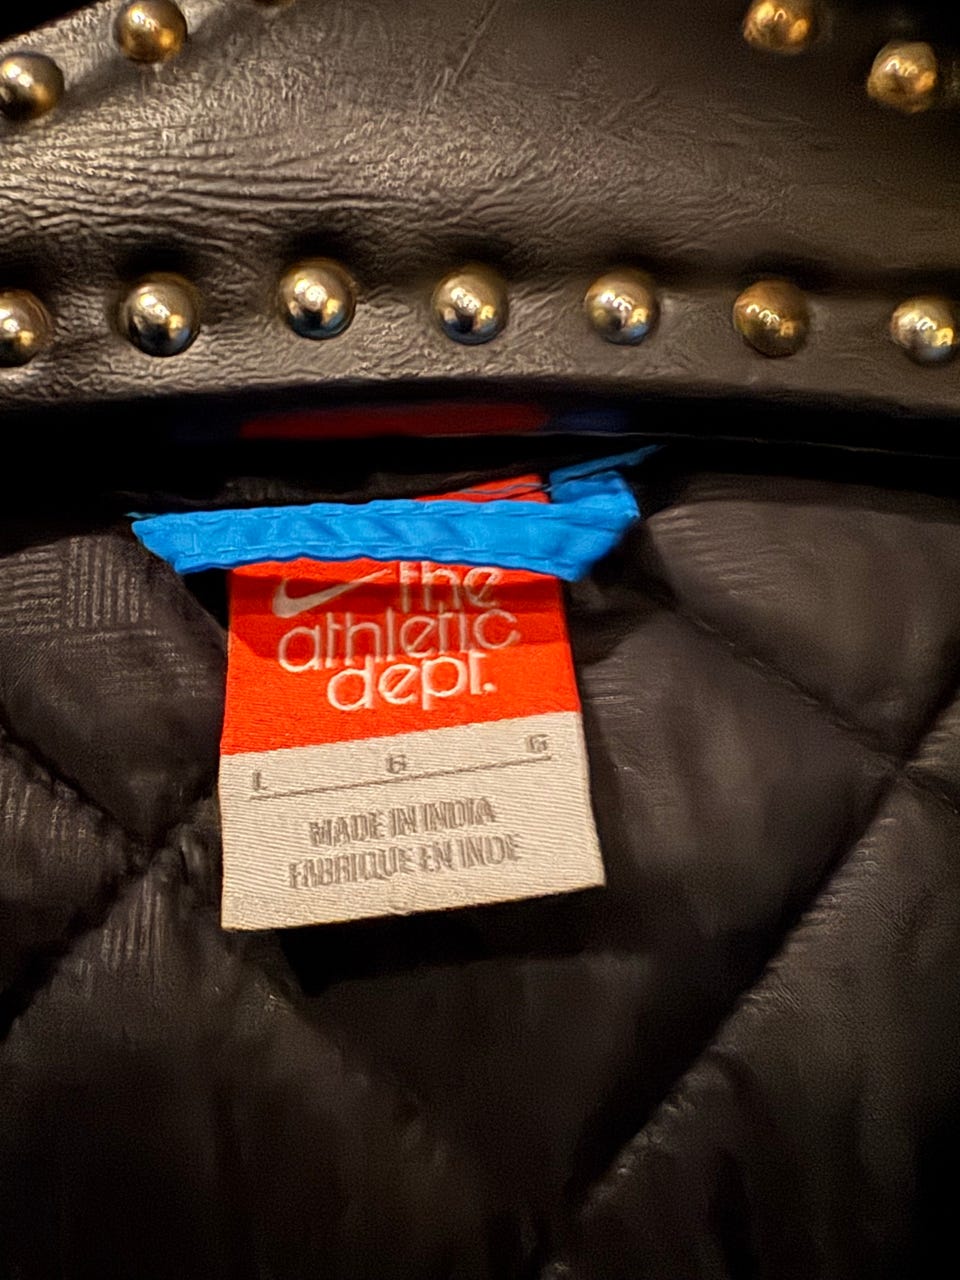 the
athletic
dept.
L G G
MADE IN INDIA
FABRIQUE EN INDE